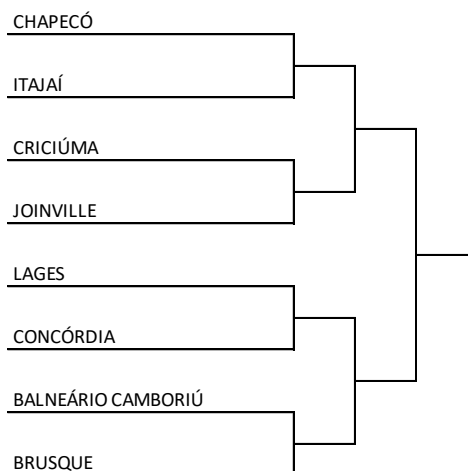 CHAPECÓ
ITAJAÍ
CRICIÚMA
JOINVILLE
LAGES
CONCÓRDIA
BALNEÁRIO CAMBORIÚ
BRUSQUE